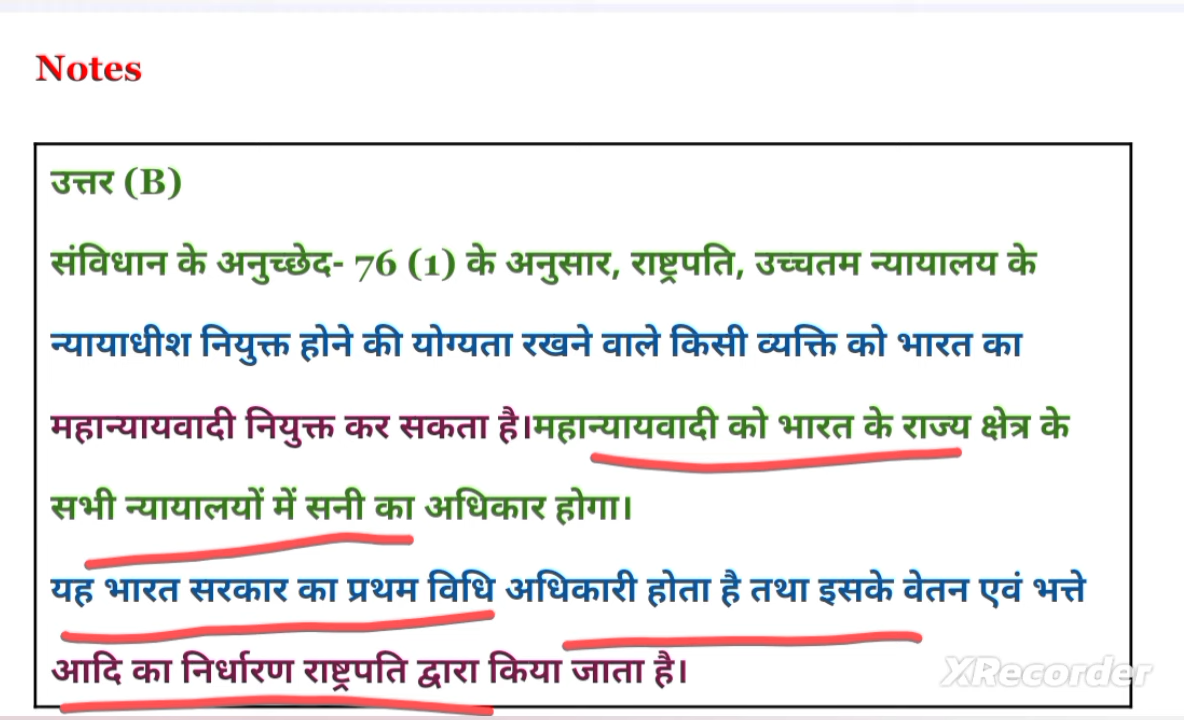 Notes
उत्तर (B)
संविधान के अनुच्छेद- 76 (1) के अनुसार, राष्ट्रपति, उच्चतम न्यायालय के
न्यायाधीश नियुक्त होने की योग्यता रखने वाले किसी व्यक्ति को भारत का
महान्यायवादी नियुक्त कर सकता है।महान्यायवादी को भारत के राज्य क्षेत्र के
सभी न्यायालयों में सनी का अधिकार होगा।
यह भारत सरकार का प्रथम विधि अधिकारी होता है तथा इसके वेतन एवं भत्ते
आदि का निर्धारण राष्ट्रपति द्वारा किया जाता है।
XRecorder